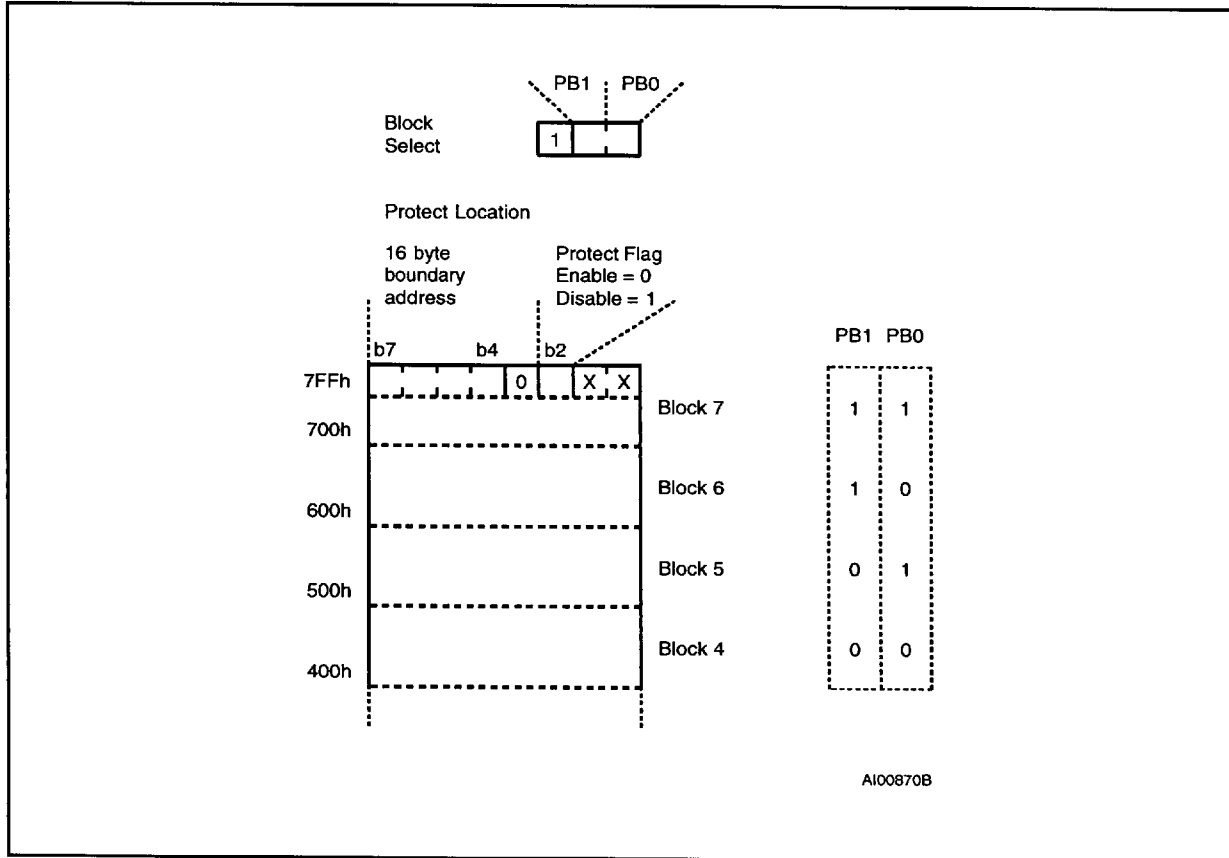 PB1 PB0
Block
Select
1
Protect Location
16 byte
boundary
address
Protect Flag
Enable = 0
Disable = 1
PB1 PB0
b7 b4 b2
7FFh 0 X X
Block 7 1 1
700h
Block 6 1 0
600h
Block 5 0 1
500h
Block 4 0 0
400h
AI00870B